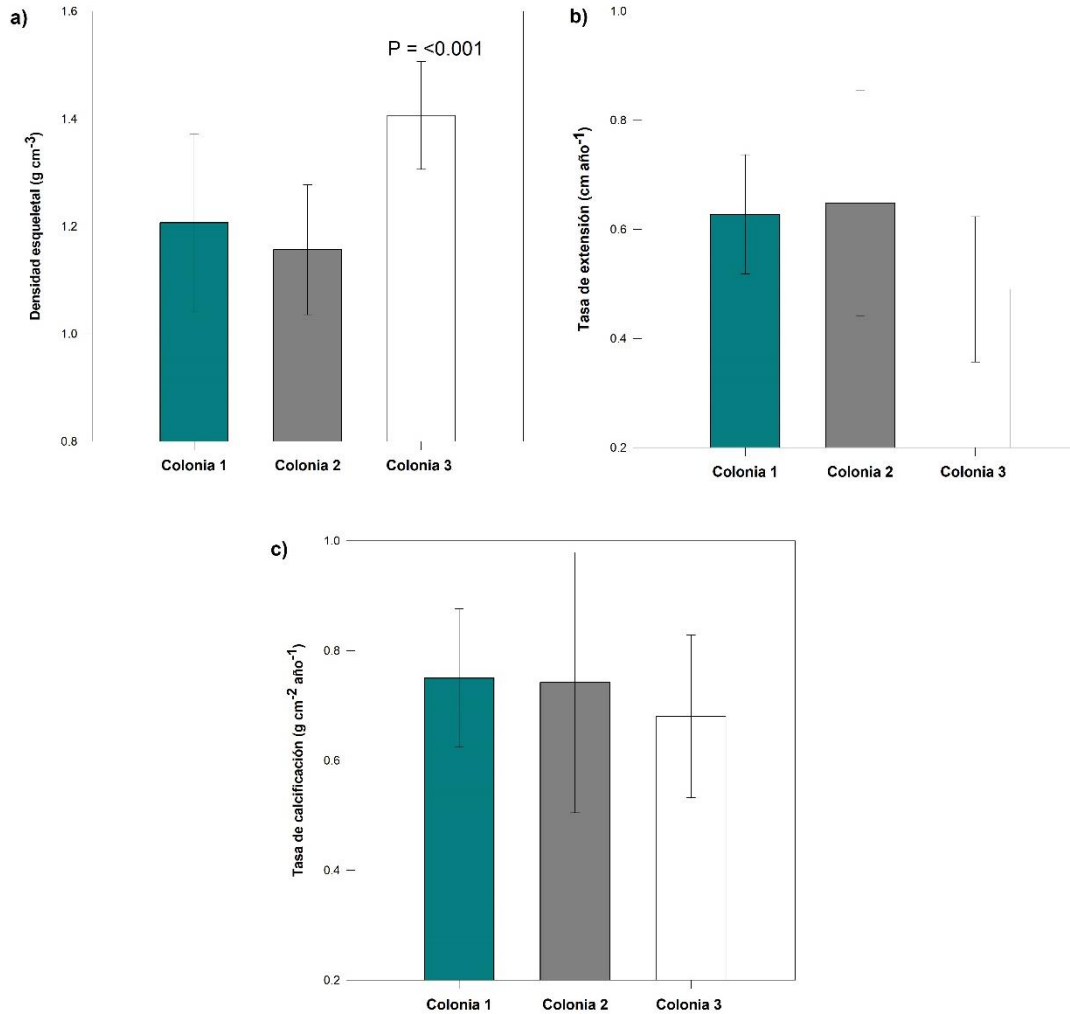 a)
1.6
1.4
1.2
1.0
0.8
Densidad esqueletal (g cm-3)
P = <0.001
Colonia 1 Colonia 2 Colonia 3
b)
1.0
0.8
0.6
0.4
0.2
Tasa de extensión (cm año-1)
Colonia 1 Colonia 2 Colonia 3
c)
1.0
0.8
0.6
0.4
0.2
Tasa de calcificación (g cm-2 año-1)
Colonia 1 Colonia 2 Colonia 3